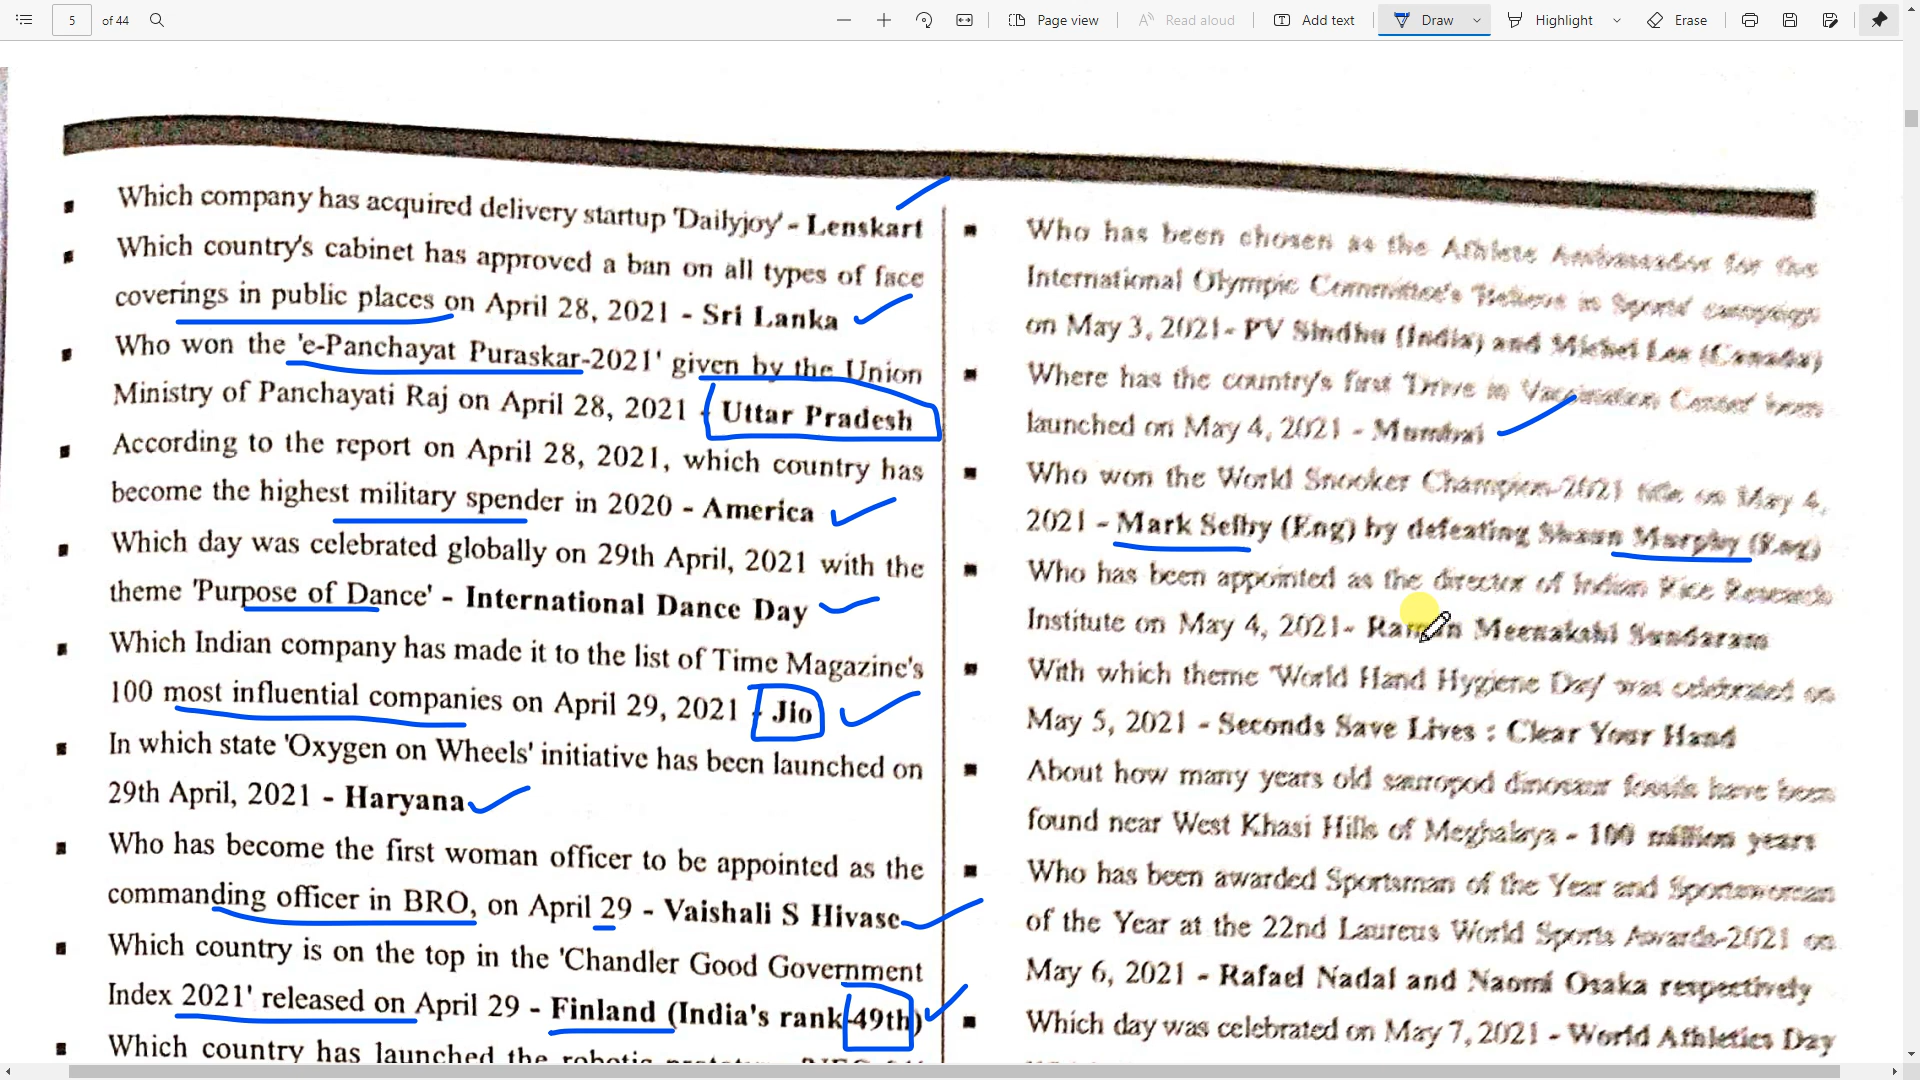 5 of 44
Page view
Read aloud
Add text
Draw
Highlight
Erase
Which company has acquired delivery startup 'Dailyjoy' - Lenskart
Which country's cabinet has approved a ban on all types of face
coverings in public places on April 28, 2021 - Sri Lanka
Who won the 'e-Panchayat Puraskar-2021' given by the Union
Ministry of Panchayati Raj on April 28, 2021 - Uttar Pradesh
According to the report on April 28, 2021, which country has
become the highest military spender in 2020 - America
Which day was celebrated globally on 29th April, 2021 with the
theme 'Purpose of Dance' - International Dance Day
Which Indian company has made it to the list of Time Magazine's
100 most influential companies on April 29, 2021 - Jio
In which state 'Oxygen on Wheels' initiative has been launched on
29th April, 2021 - Haryana
Who has become the first woman officer to be appointed as the
commanding officer in BRO, on April 29 - Vaishali S Hivase
Which country is on the top in the 'Chandler Good Government
Index 2021' released on April 29 - Finland (India's rank-49th)
Which country has launched the robotic
Who has been chosen as the Athlete Ambassador for the
International Olympic Committee's 'Believe in Sports' campaign
on May 3, 2021- PV Sindhu (India) and Michel Lee (Canada)
Where has the country's first 'Drive in Vaccination Center' been
launched on May 4, 2021 - Mumbai
Who won the World Snooker Champion-2021 title on May 4,
2021 - Mark Selby (Eng) by defeating Shaun Murphy (Eng)
Who has been appointed as the director of Indian Rice Research
Institute on May 4, 2021- Raman Meenakshi Sundaram
With which theme 'World Hand Hygiene Day' was celebrated on
May 5, 2021 - Seconds Save Lives : Clear Your Hand
About how many years old sauropod dinosaur fossils have been
found near West Khasi Hills of Meghalaya - 100 million years
Who has been awarded Sportsman of the Year and Sportswoman
of the Year at the 22nd Laureus World Sports Awards-2021 on
May 6, 2021 - Rafael Nadal and Naomi Osaka respectively
Which day was celebrated on May 7, 2021 - World Athletics Day